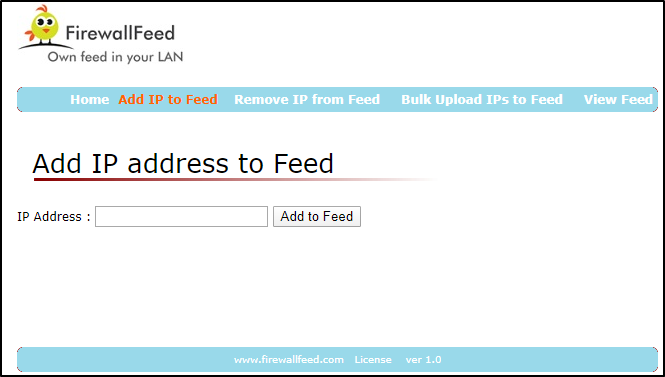 FirewallFeed
Own feed in your LAN
Home Add IP to Feed Remove IP from Feed Bulk Upload IPs to Feed View Feed
Add IP address to Feed
IP Address : Add to Feed
www.firewallfeed.com License ver 1.0